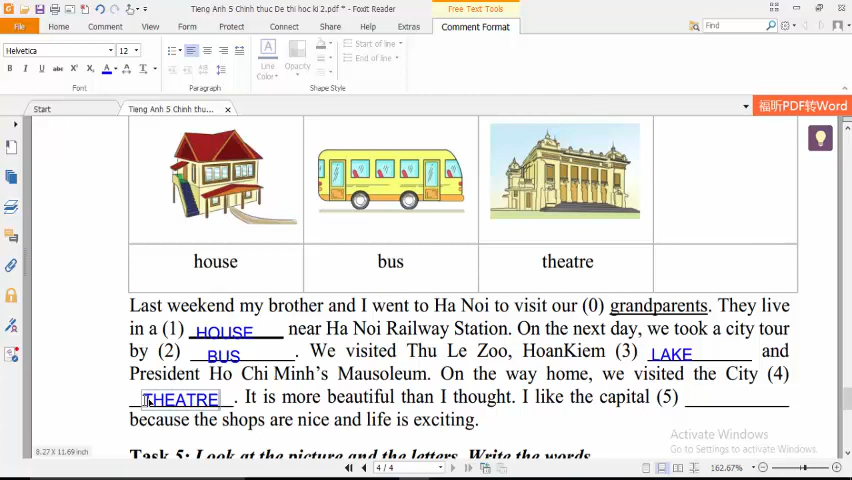 Tieng Anh 5 Chinh thuc De thi hoc ki 2.pdf * - Foxit Reader
Free Text Tools
File Home Comment View Form Protect Share Help Extras Comment Format
Find
Helvetica 12
B I U abc X² X₂ A
Font
Paragraph
Line Color
Opacity
Start of line
End of line
Shape Style
Start
Tieng Anh 5 Chinh thu...
福昕PDF转Word
house bus theatre
Last weekend my brother and I went to Ha Noi to visit our (0) grandparents. They live
in a (1) HOUSE near Ha Noi Railway Station. On the next day, we took a city tour
by (2) BUS. We visited Thu Le Zoo, HoanKiem (3) LAKE and
President Ho Chi Minh's Mausoleum. On the way home, we visited the City (4)
THEATRE. It is more beautiful than I thought. I like the capital (5) __________
because the shops are nice and life is exciting.
Activate Windows
Go to Settings to activate Windows.
Task 5: Look at the picture and the letters. Write the words.
8.27 x 11.69 inch
4 / 4
162.67%